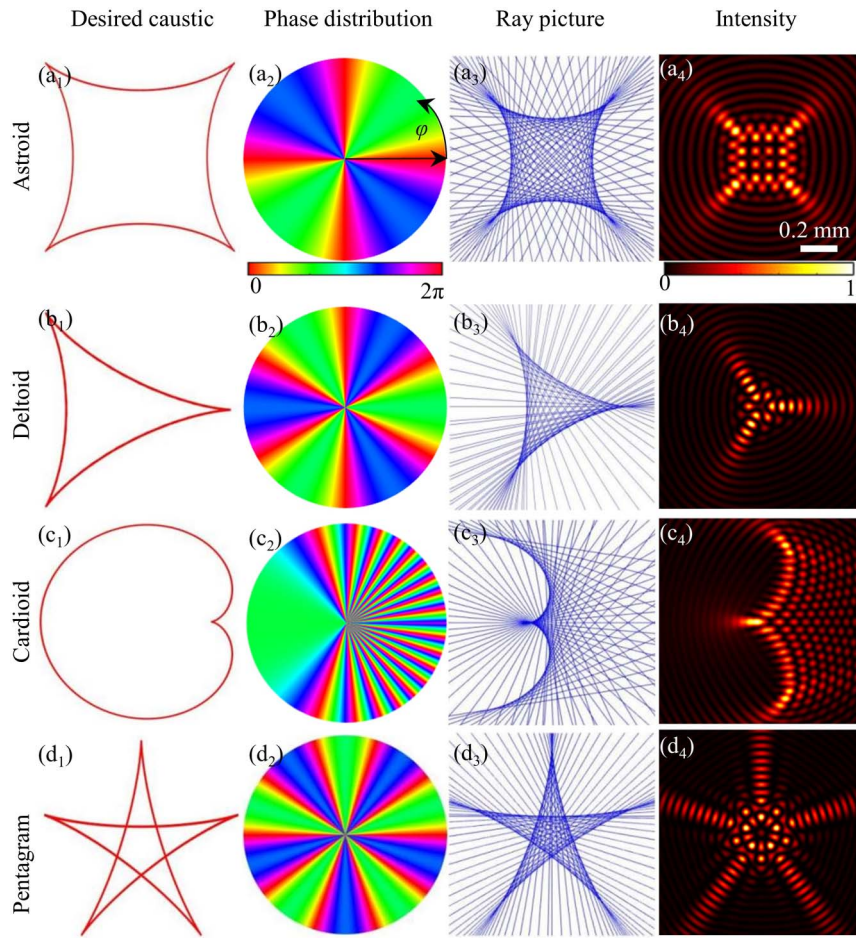 Desired caustic Phase distribution Ray picture Intensity
Astroid
(a1) (a2) (a3) (a4)
φ
0.2 mm
0 2π 0 1
Deltoid
(b1) (b2) (b3) (b4)
Cardioid
(c1) (c2) (c3) (c4)
Pentagram
(d1) (d2) (d3) (d4)